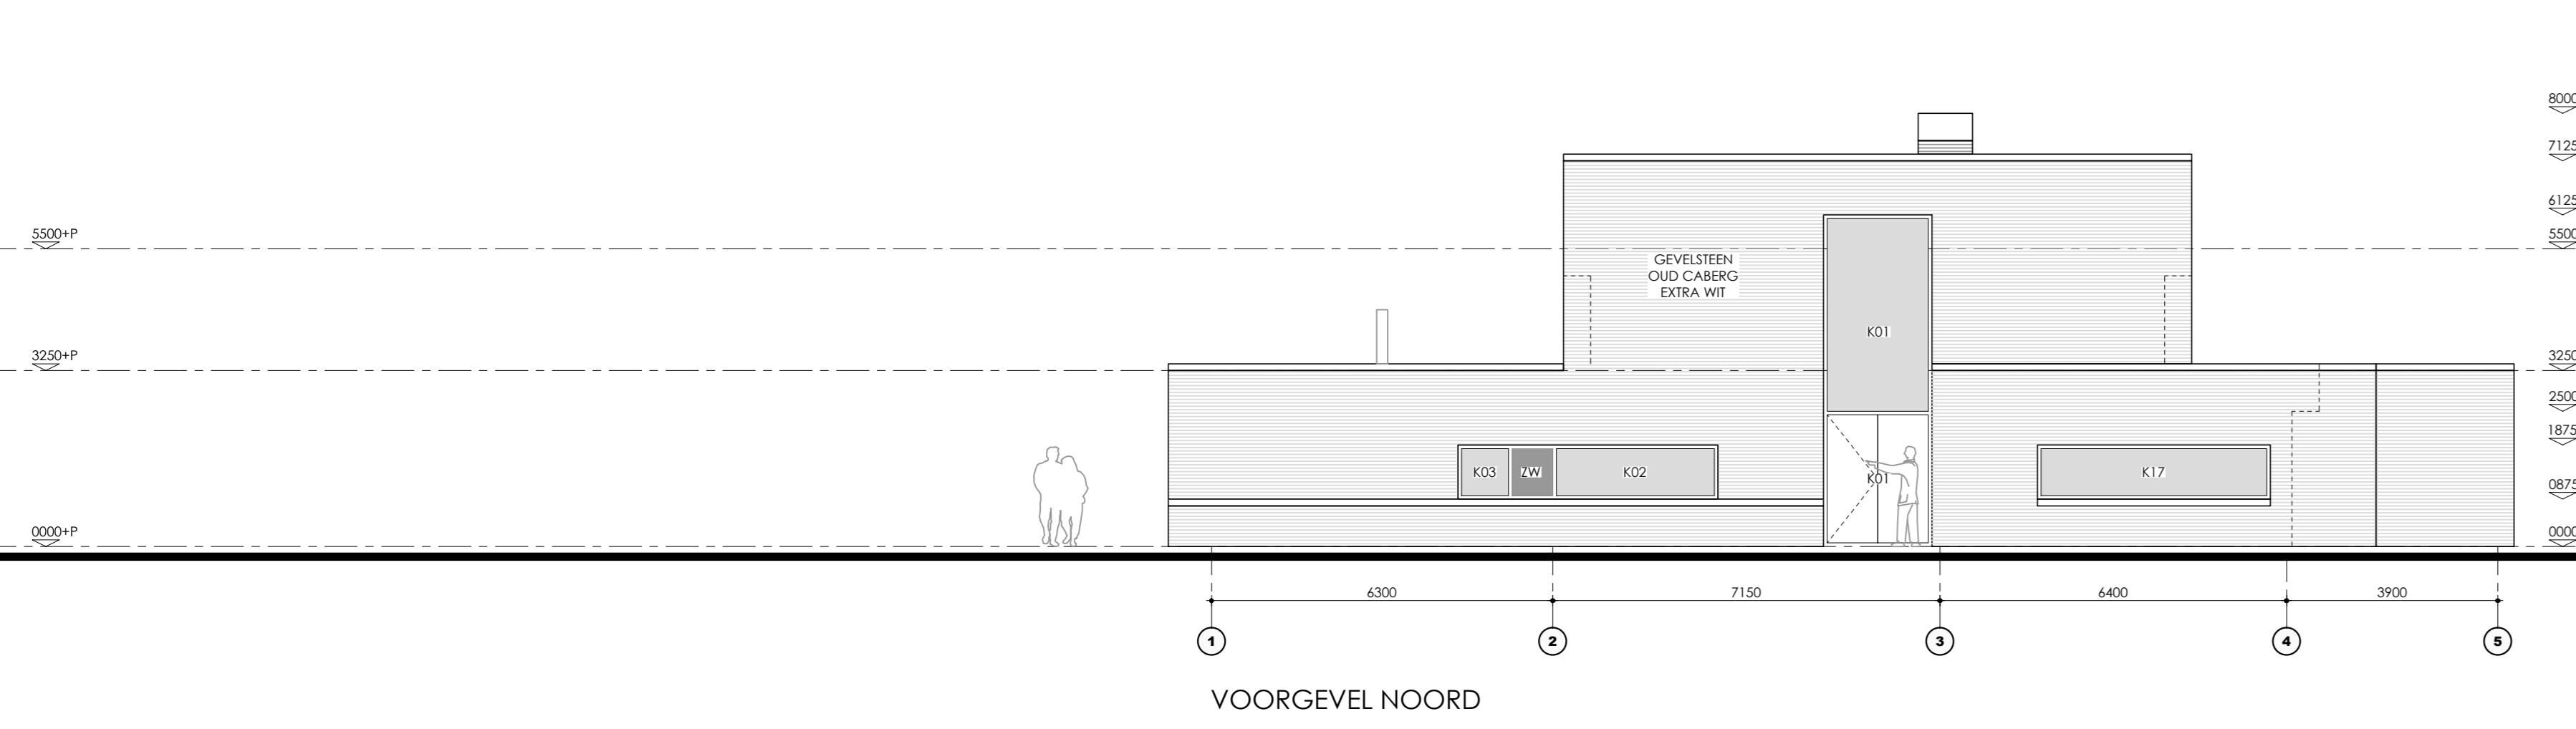 8000
7125
6125
5500+P
5500
GEVELSTEEN
OUD CABERG
EXTRA WIT
K01
3250+P
3250
2500
1875
K03 ZW K02
K01
K17
0875
0000+P
0000
6300 7150 6400 3900
1 2 3 4 5
VOORGEVEL NOORD